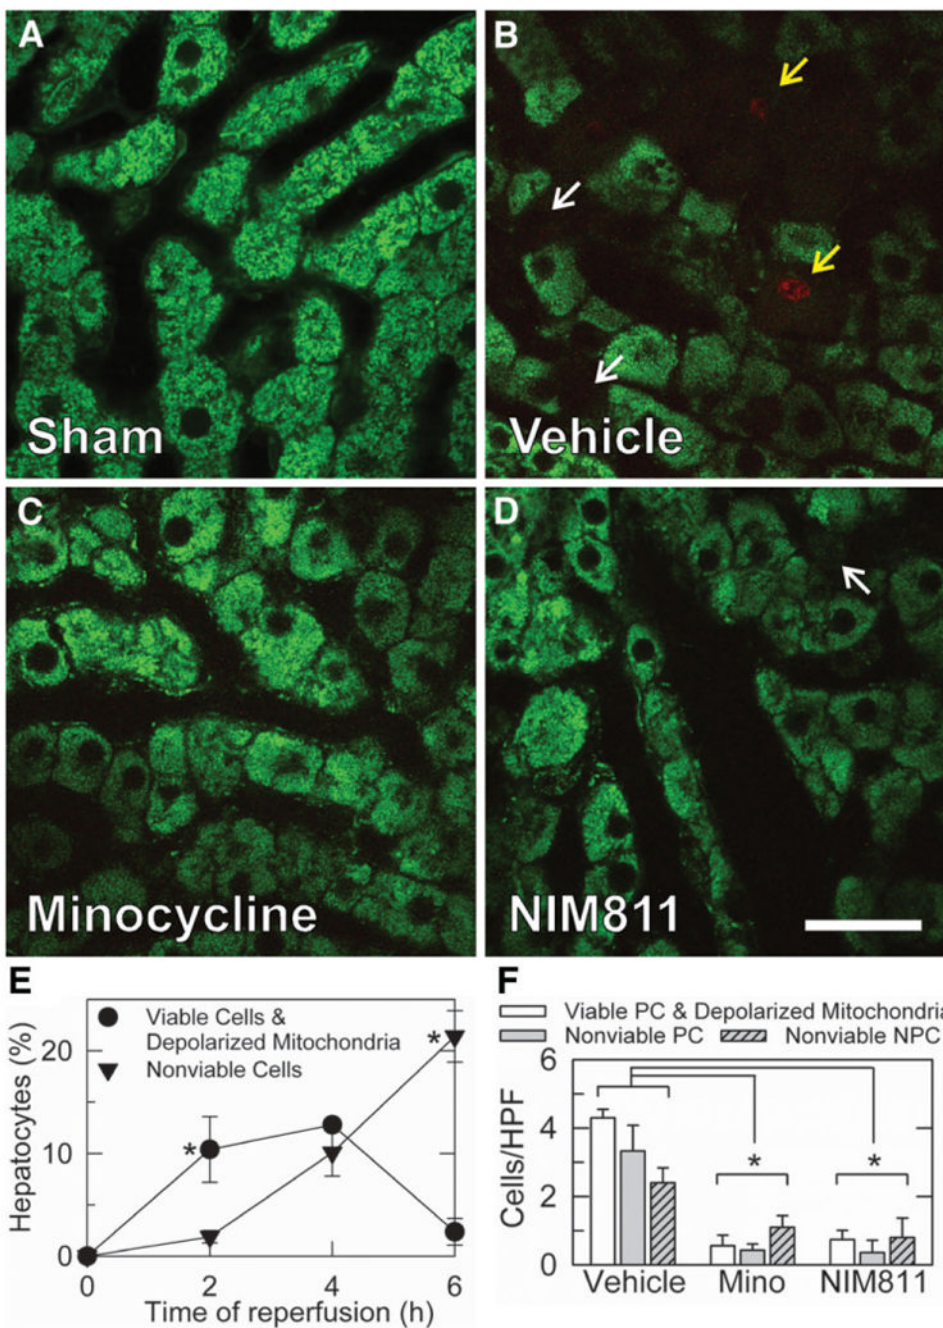 A
B
Sham
Vehicle
C
D
Minocycline
NIM811
E
Viable Cells &
Depolarized Mitochondria
Nonviable Cells
Hepatocytes (%)
20
10
0
*
*
0 2 4 6
Time of reperfusion (h)
F
Viable PC & Depolarized Mitochondria
Nonviable PC
Nonviable NPC
Cells/HPF
6
4
2
0
*
*
Vehicle Mino NIM811